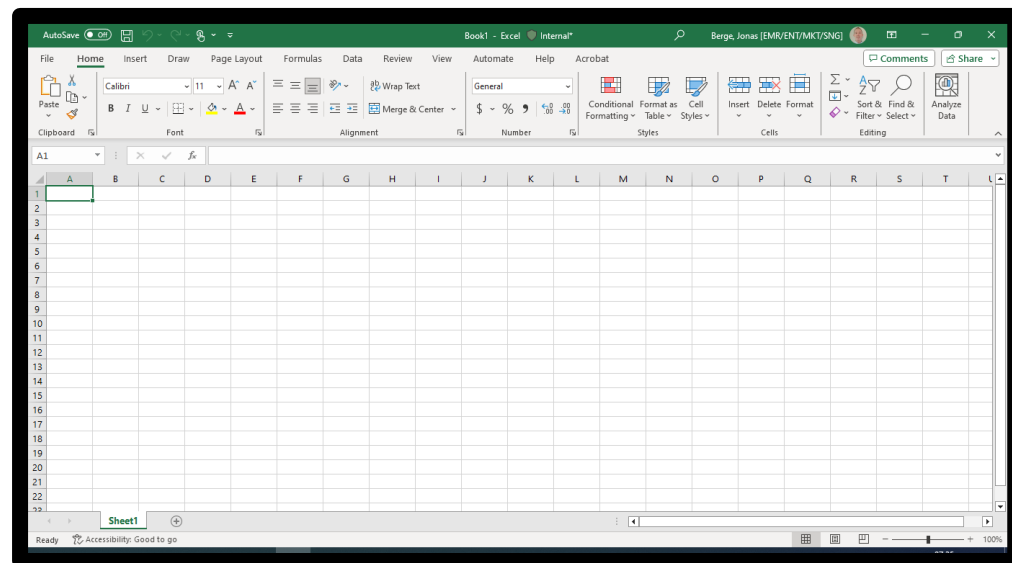 AutoSave Off Book1 - Excel Internal* Berge, Jonas [EMR/ENT/MKT/SNG]
File Home Insert Draw Page Layout Formulas Data Review View Automate Help Acrobat Comments Share
Calibri 11 A^ A˅ Wrap Text General
Paste B I U A Merge & Center $ % 9 Conditional Formatting Format as Table Cell Styles Insert Delete Format Sort & Filter Find & Select Analyze Data
Clipboard Font Alignment Number Styles Cells Editing
A1 fx
A B C D E F G H I J K L M N O P Q R S T
1
2
3
4
5
6
7
8
9
10
11
12
13
14
15
16
17
18
19
20
21
22
23
Sheet1
Ready Accessibility: Good to go 100%